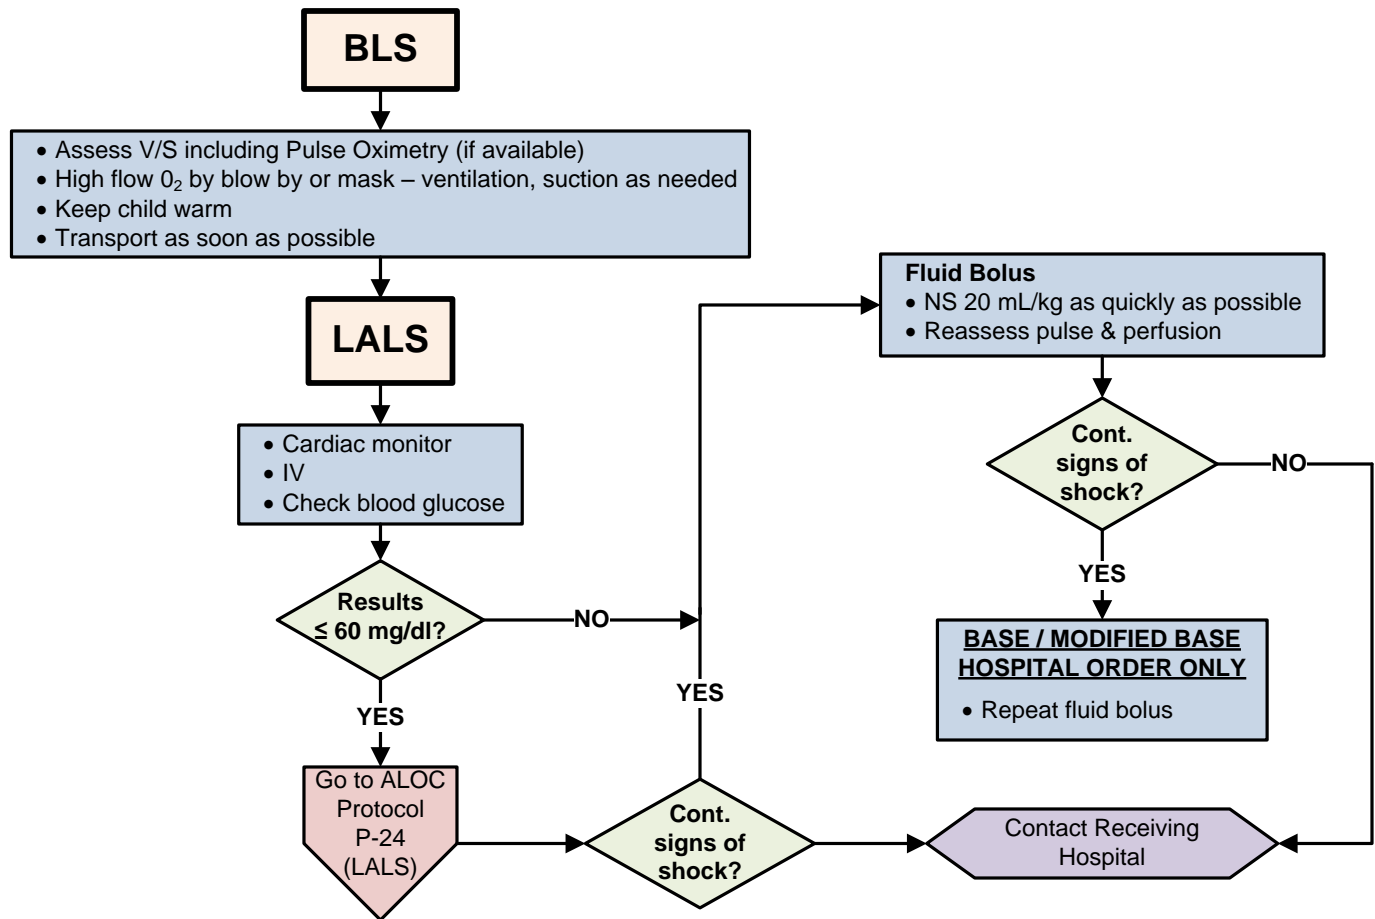 BLS
• Assess V/S including Pulse Oximetry (if available)
• High flow 0₂ by blow by or mask – ventilation, suction as needed
• Keep child warm
• Transport as soon as possible
LALS
• Cardiac monitor
• IV
• Check blood glucose
Results
≤ 60 mg/dl?
NO
YES
Go to ALOC
Protocol
P-24
(LALS)
Cont.
signs of
shock?
YES
Fluid Bolus
• NS 20 mL/kg as quickly as possible
• Reassess pulse & perfusion
Cont.
signs of
shock?
NO
YES
BASE / MODIFIED BASE
HOSPITAL ORDER ONLY
• Repeat fluid bolus
Contact Receiving
Hospital